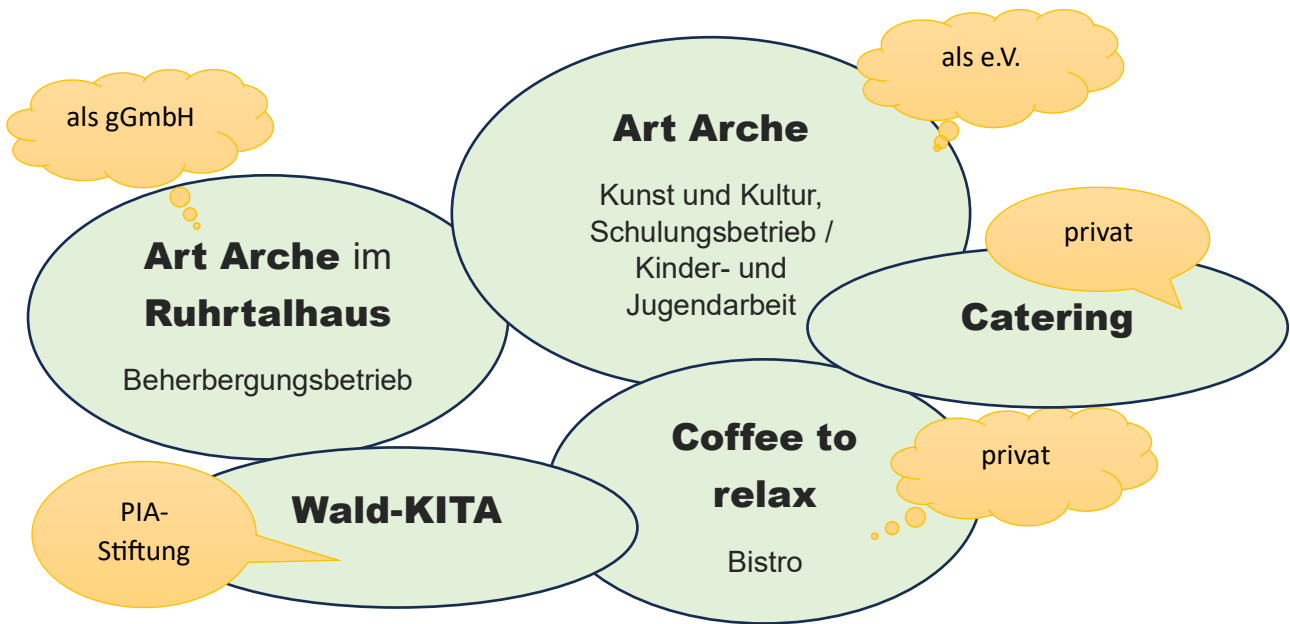 als gGmbH
Art Arche im
Ruhrtalhaus
Beherbergungsbetrieb
als e.V.
Art Arche
Kunst und Kultur,
Schulungsbetrieb /
Kinder- und
Jugendarbeit
privat
Catering
PIA-
Stiftung
Wald-KITA
Coffee to
relax
Bistro
privat